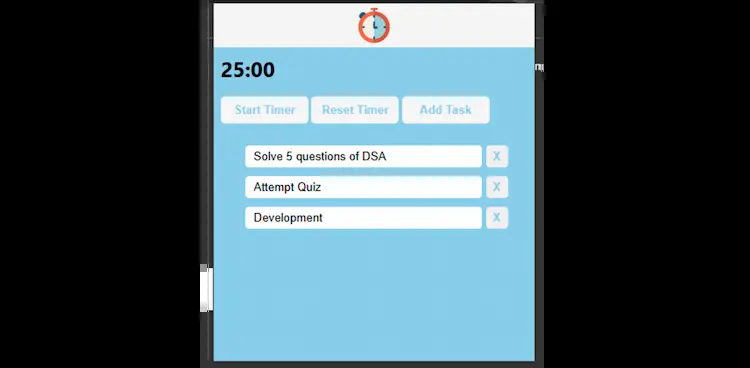 25:00
Start Timer Reset Timer Add Task
Solve 5 questions of DSA X
Attempt Quiz X
Development X